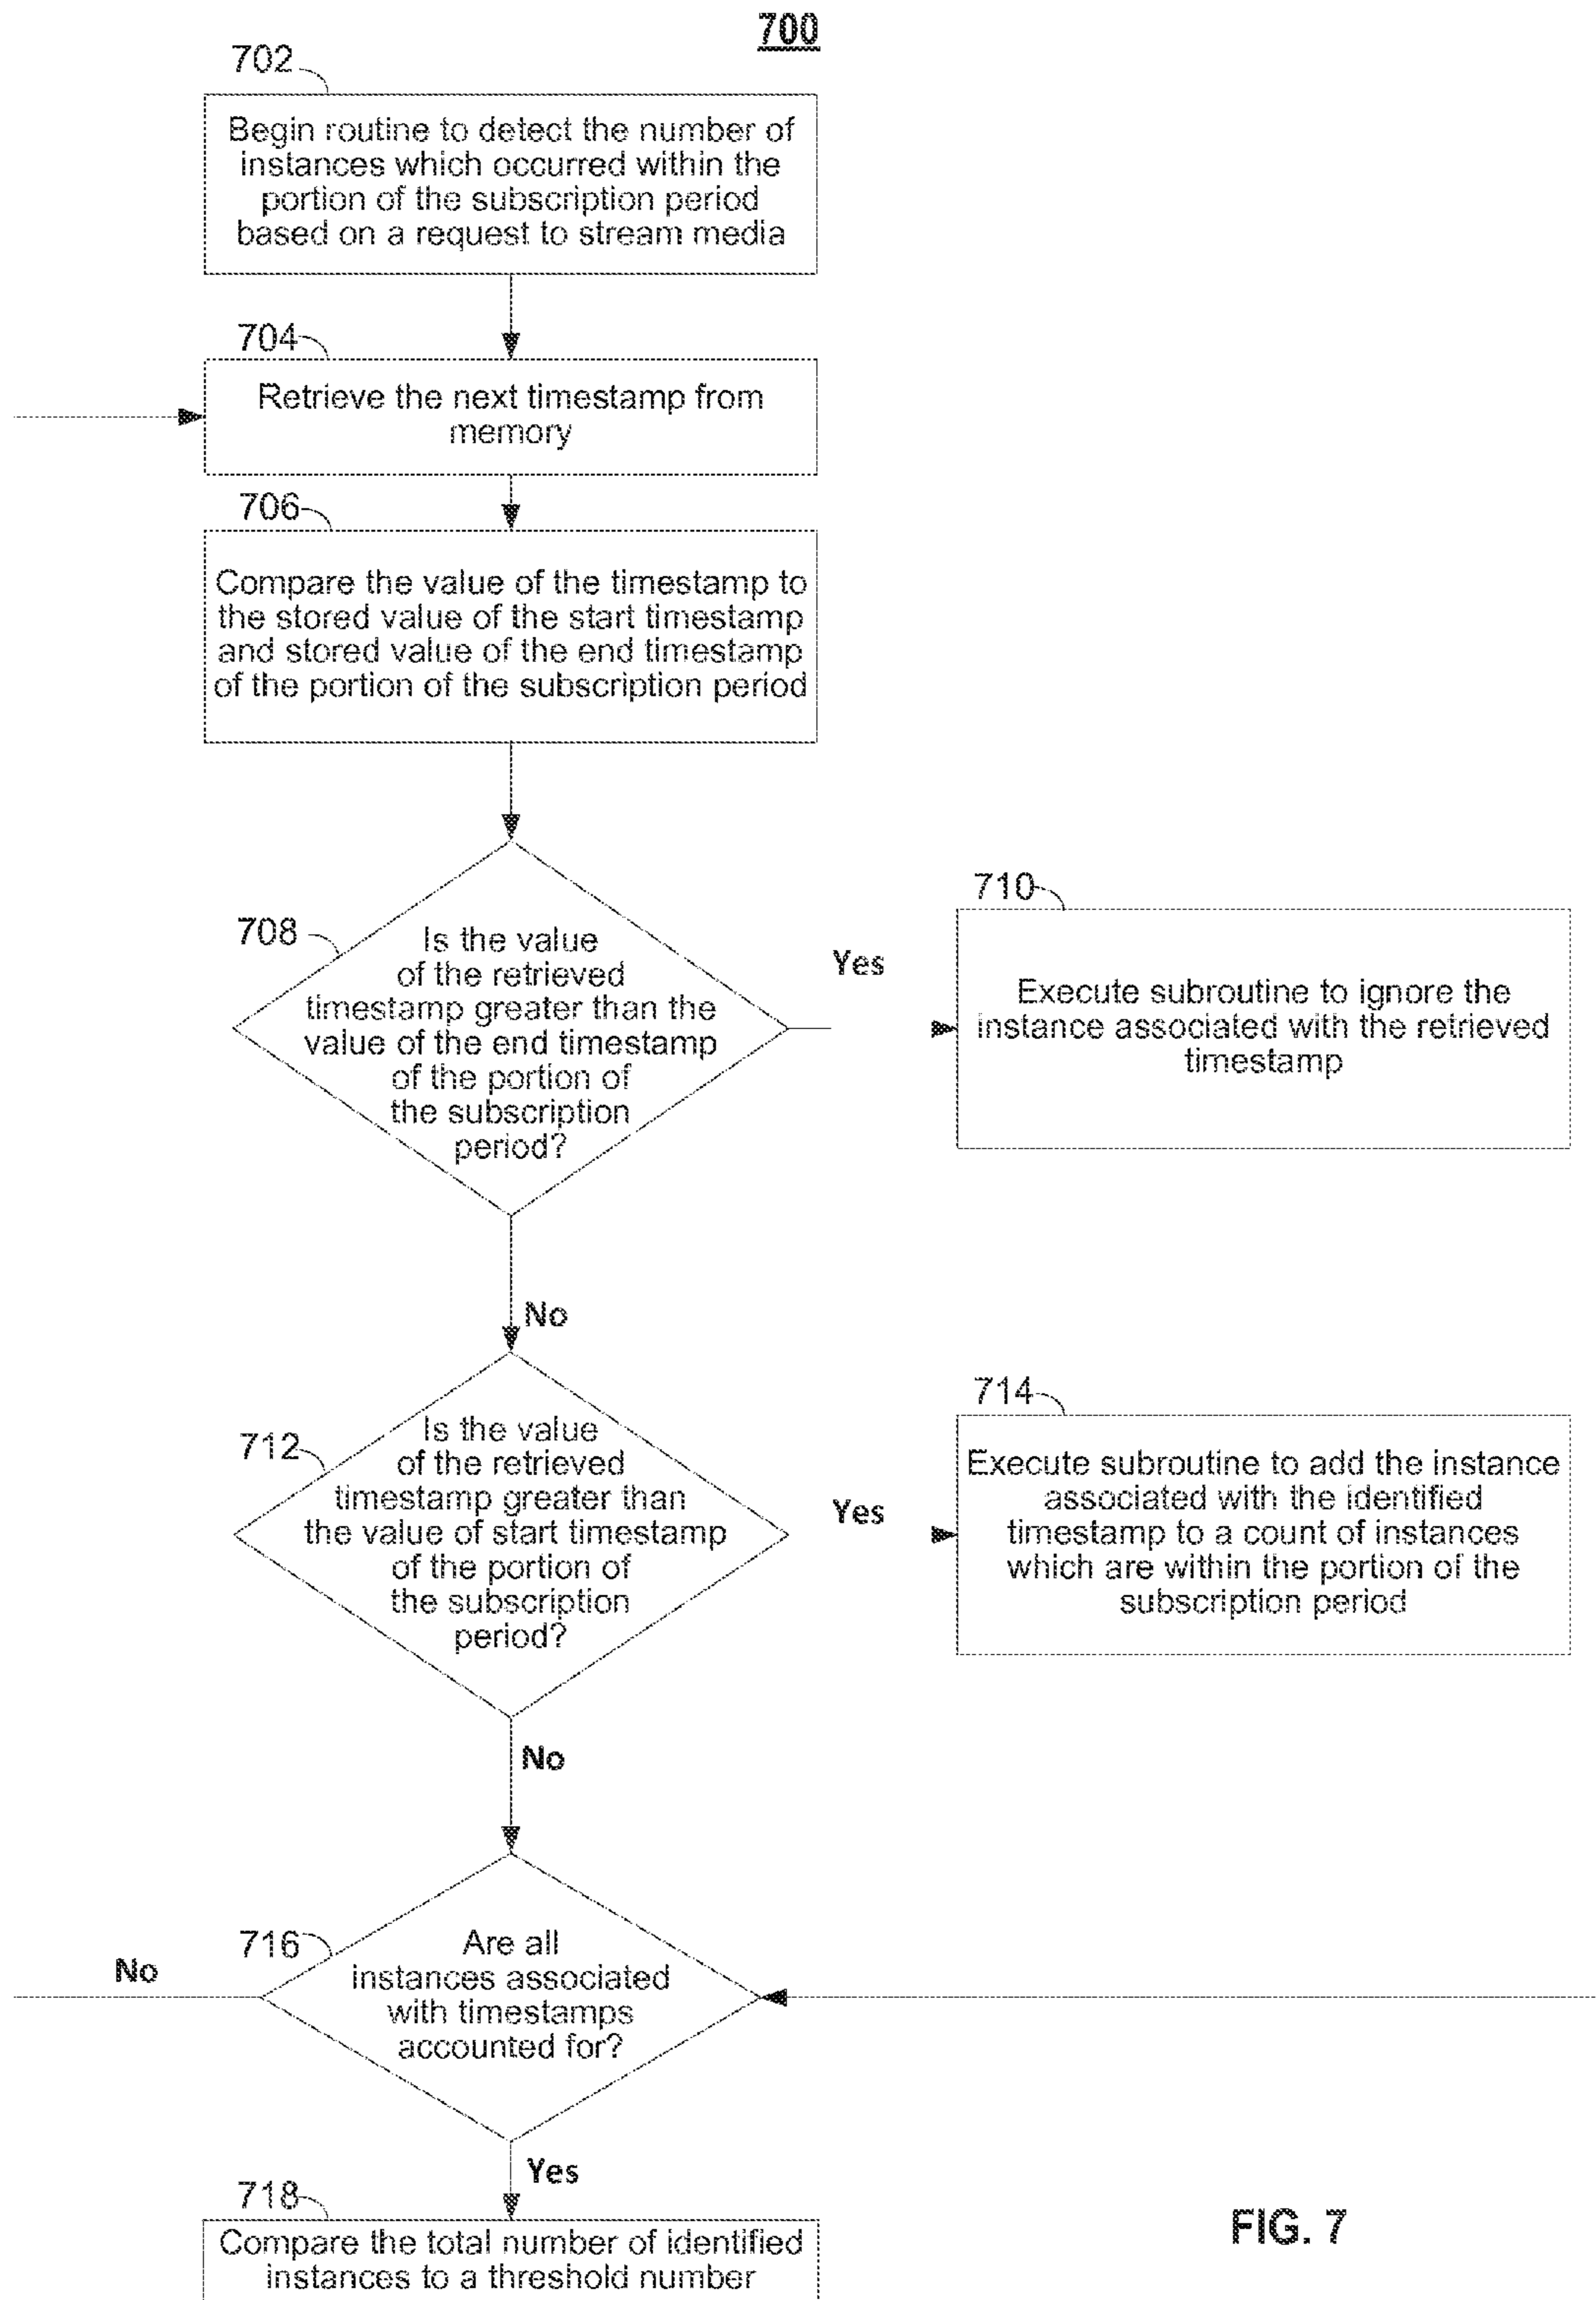 700
702
Begin routine to detect the number of
instances which occurred within the
portion of the subscription period
based on a request to stream media
704
Retrieve the next timestamp from
memory
706
Compare the value of the timestamp to
the stored value of the start timestamp
and stored value of the end timestamp
of the portion of the subscription period
708
Is the value
of the retrieved
timestamp greater than the
value of the end timestamp
of the portion of
the subscription
period?
Yes
710
Execute subroutine to ignore the
instance associated with the retrieved
timestamp
No
712
Is the value
of the retrieved
timestamp greater than
the value of start timestamp
of the portion of
the subscription
period?
Yes
714
Execute subroutine to add the instance
associated with the identified
timestamp to a count of instances
which are within the portion of the
subscription period
No
716
Are all
instances associated
with timestamps
accounted for?
No
Yes
718
Compare the total number of identified
instances to a threshold number
FIG. 7